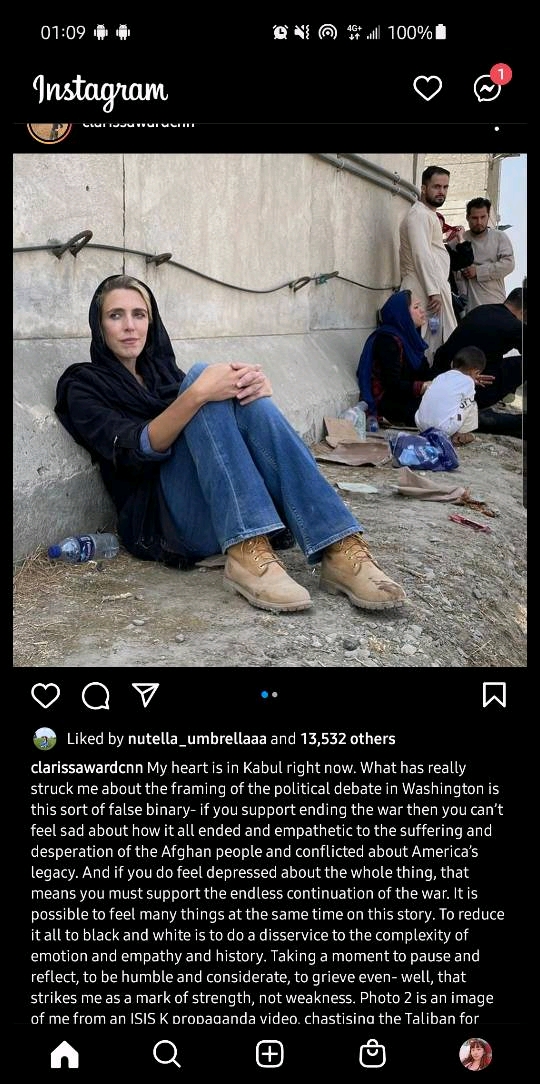 01:09
4G+
100%
Instagram
1
clarissawardcnn
Liked by nutella_umbrellaaa and 13,532 others
clarissawardcnn My heart is in Kabul right now. What has really
struck me about the framing of the political debate in Washington is
this sort of false binary- if you support ending the war then you can't
feel sad about how it all ended and empathetic to the suffering and
desperation of the Afghan people and conflicted about America's
legacy. And if you do feel depressed about the whole thing, that
means you must support the endless continuation of the war. It is
possible to feel many things at the same time on this story. To reduce
it all to black and white is to do a disservice to the complexity of
emotion and empathy and history. Taking a moment to pause and
reflect, to be humble and considerate, to grieve even- well, that
strikes me as a mark of strength, not weakness. Photo 2 is an image
of me from an ISIS K propaganda video, chastising the Taliban for